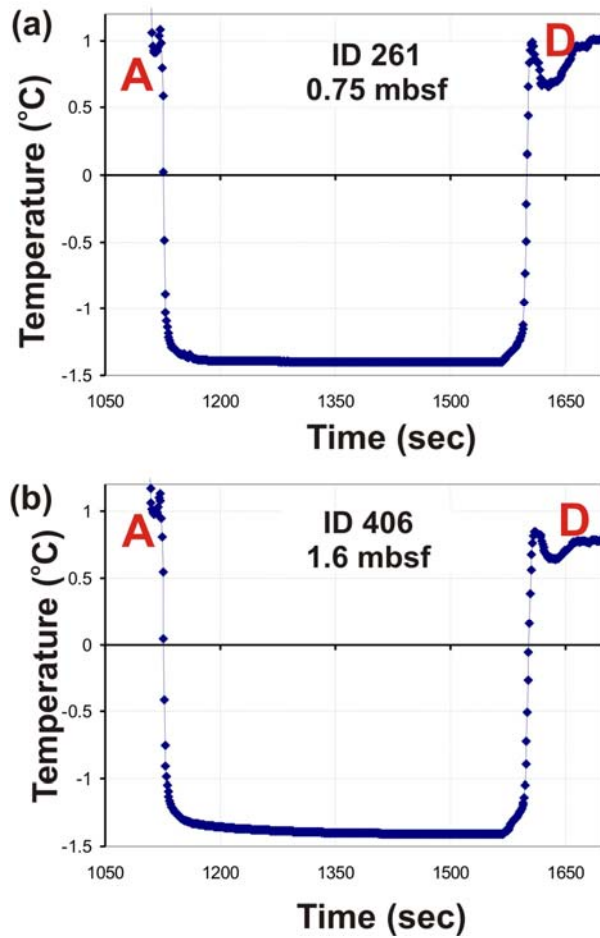 (a)
A
ID 261
0.75 mbsf
D
Temperature (°C)
1
0.5
0
-0.5
-1
-1.5
1050 1200 1350 1500 1650
Time (sec)
(b)
A
ID 406
1.6 mbsf
D
Temperature (°C)
1
0.5
0
-0.5
-1
-1.5
1050 1200 1350 1500 1650
Time (sec)